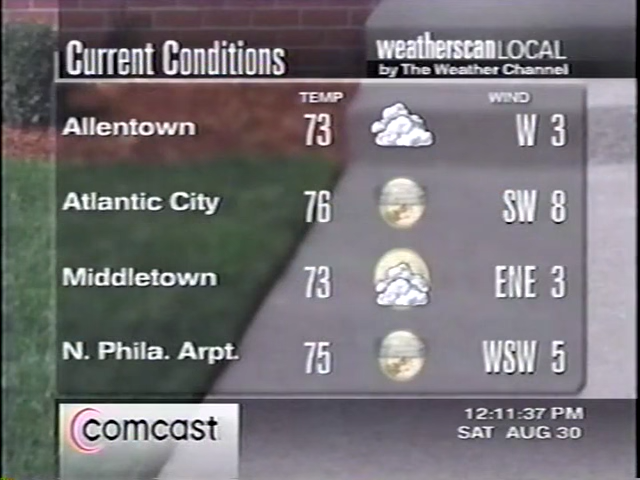 Current Conditions
weatherscanLOCAL
by The Weather Channel
TEMP WIND
Allentown 73 W 3
Atlantic City 76 SW 8
Middletown 73 ENE 3
N. Phila. Arpt. 75 WSW 5
comcast
12:11:37 PM
SAT AUG 30